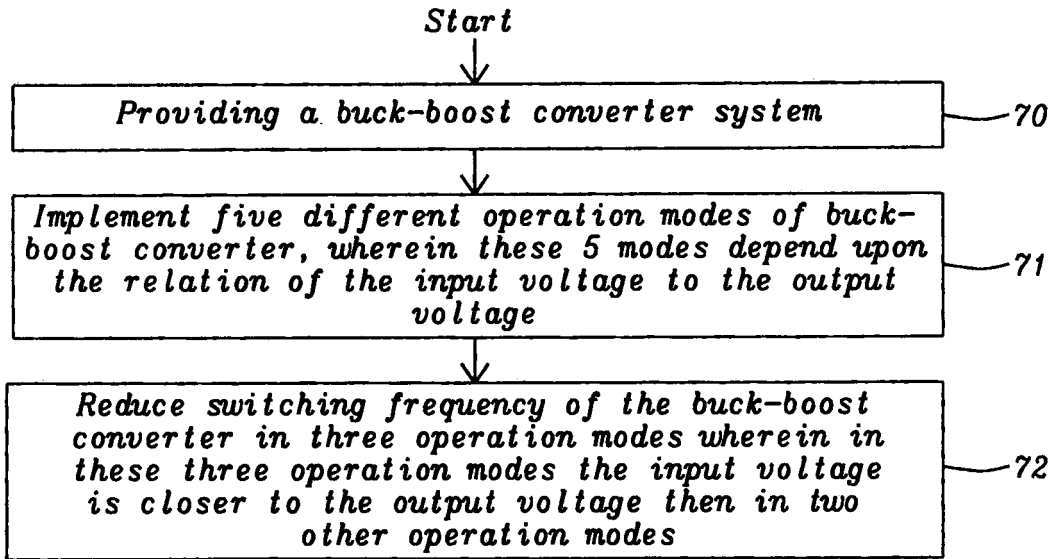 Start
Providing a buck-boost converter system
70
Implement five different operation modes of buck-
boost converter, wherein these 5 modes depend upon
the relation of the input voltage to the output
voltage
71
Reduce switching frequency of the buck-boost
converter in three operation modes wherein in
these three operation modes the input voltage
is closer to the output voltage then in two
other operation modes
72